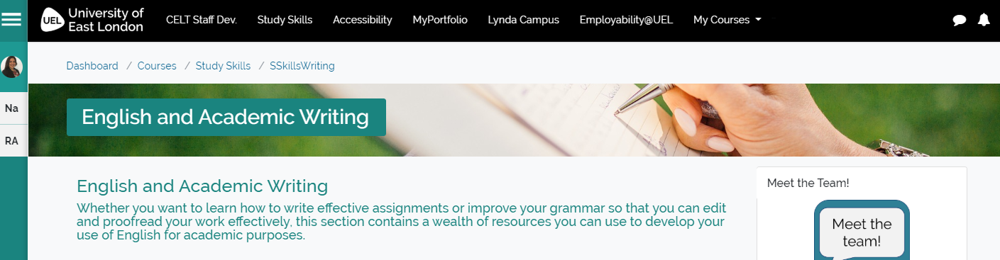 UEL University of
East London
CELT Staff Dev. Study Skills Accessibility MyPortfolio Lynda Campus Employability@UEL My Courses
Dashboard / Courses / Study Skills / SSkillsWriting
Na
RA
English and Academic Writing
English and Academic Writing
Whether you want to learn how to write effective assignments or improve your grammar so that you can edit
and proofread your work effectively, this section contains a wealth of resources you can use to develop your
use of English for academic purposes.
Meet the Team!
Meet the
team!